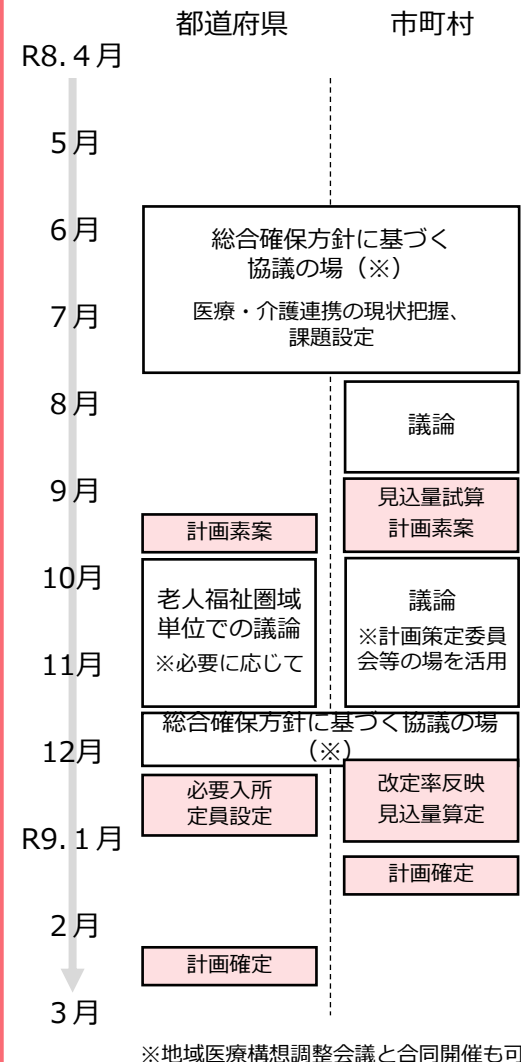 都道府県
市町村
R8.４月
５月
６月
総合確保方針に基づく
協議の場（※）
７月
医療・介護連携の現状把握、
課題設定
８月
議論
９月
見込量試算
計画素案
計画素案
10月
老人福祉圏域
単位での議論
※必要に応じて
議論
※計画策定委員
会等の場を活用
11月
総合確保方針に基づく協議の場
（※）
12月
必要入所
定員設定
改定率反映
見込量算定
R9.１月
計画確定
２月
計画確定
３月
※地域医療構想調整会議と合同開催も可